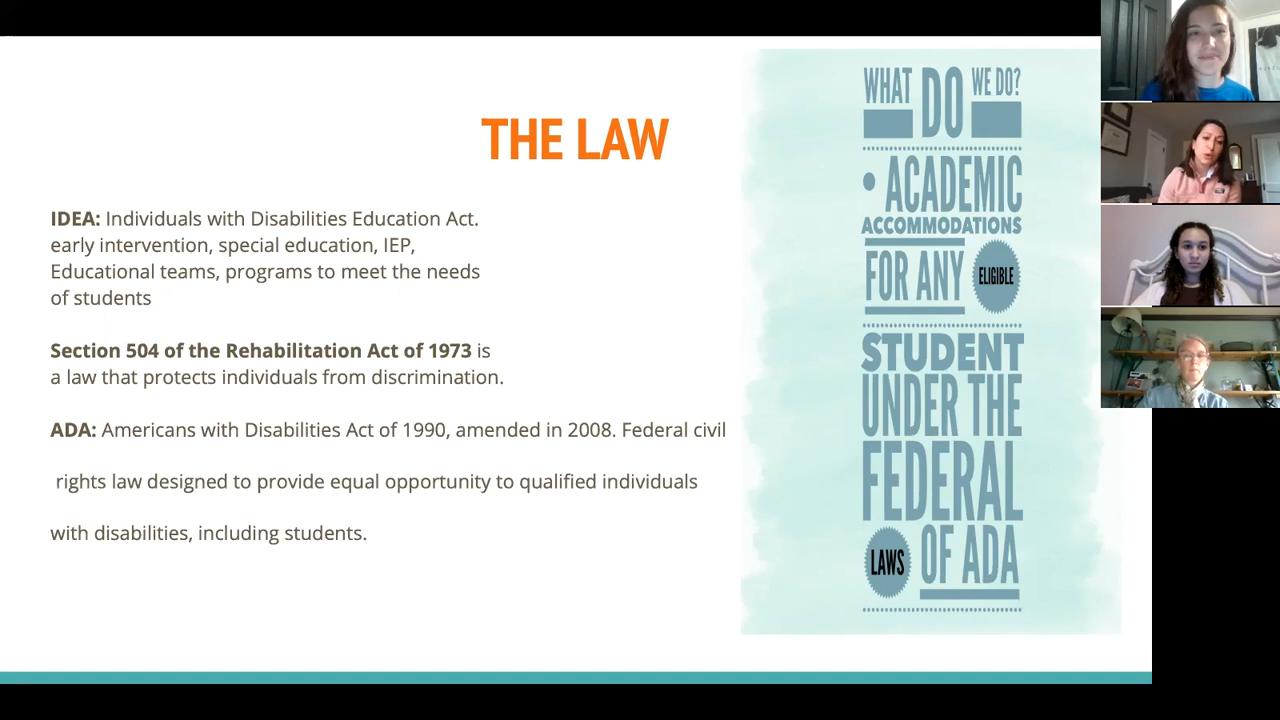 THE LAW
IDEA: Individuals with Disabilities Education Act.
early intervention, special education, IEP,
Educational teams, programs to meet the needs
of students
Section 504 of the Rehabilitation Act of 1973 is
a law that protects individuals from discrimination.
ADA: Americans with Disabilities Act of 1990, amended in 2008. Federal civil
rights law designed to provide equal opportunity to qualified individuals
with disabilities, including students.
WHAT DO WE DO?
• ACADEMIC
ACCOMMODATIONS
FOR ANY ELIGIBLE
STUDENT
UNDER THE
FEDERAL
LAWS OF ADA